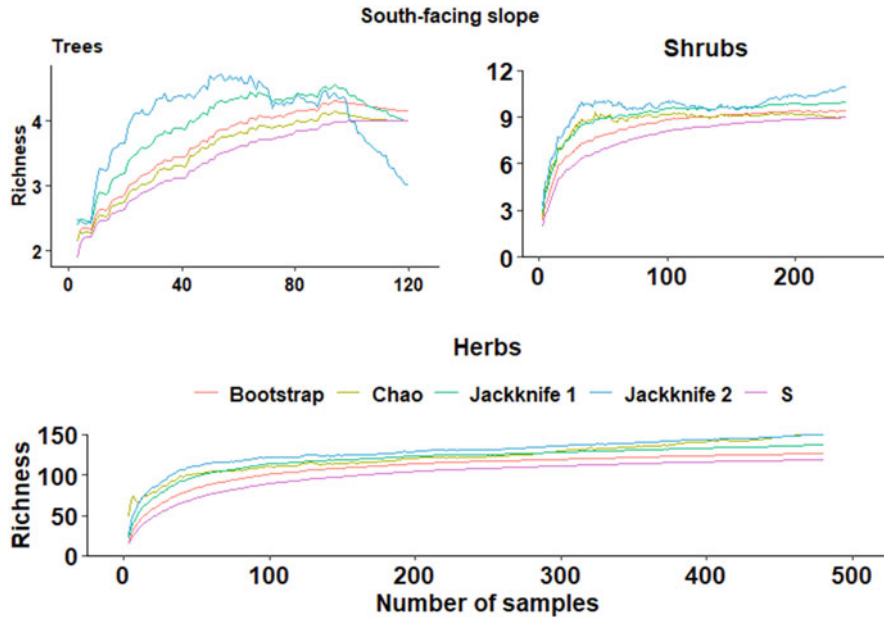 South-facing slope
Trees
Richness
4
3
2
0 40 80 120
Shrubs
12
9
6
3
0
0 100 200
Herbs
Bootstrap Chao Jackknife 1 Jackknife 2 S
Richness
150
100
50
0
0 100 200 300 400 500
Number of samples